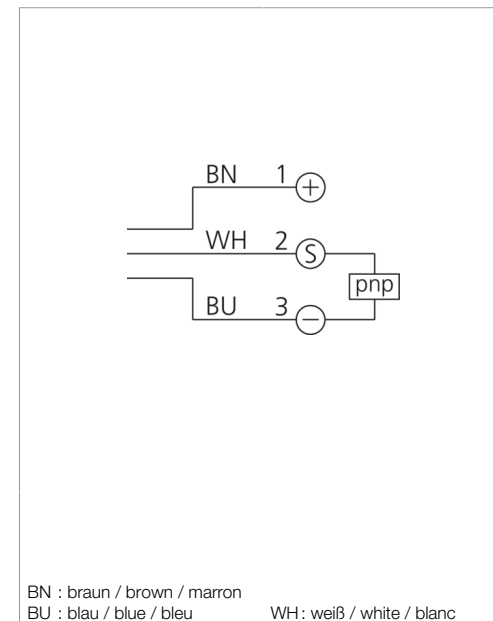 BN 1 +
WH 2 S
pnp
BU 3 −
BN : braun / brown / marron
BU : blau / blue / bleu WH : weiß / white / blanc